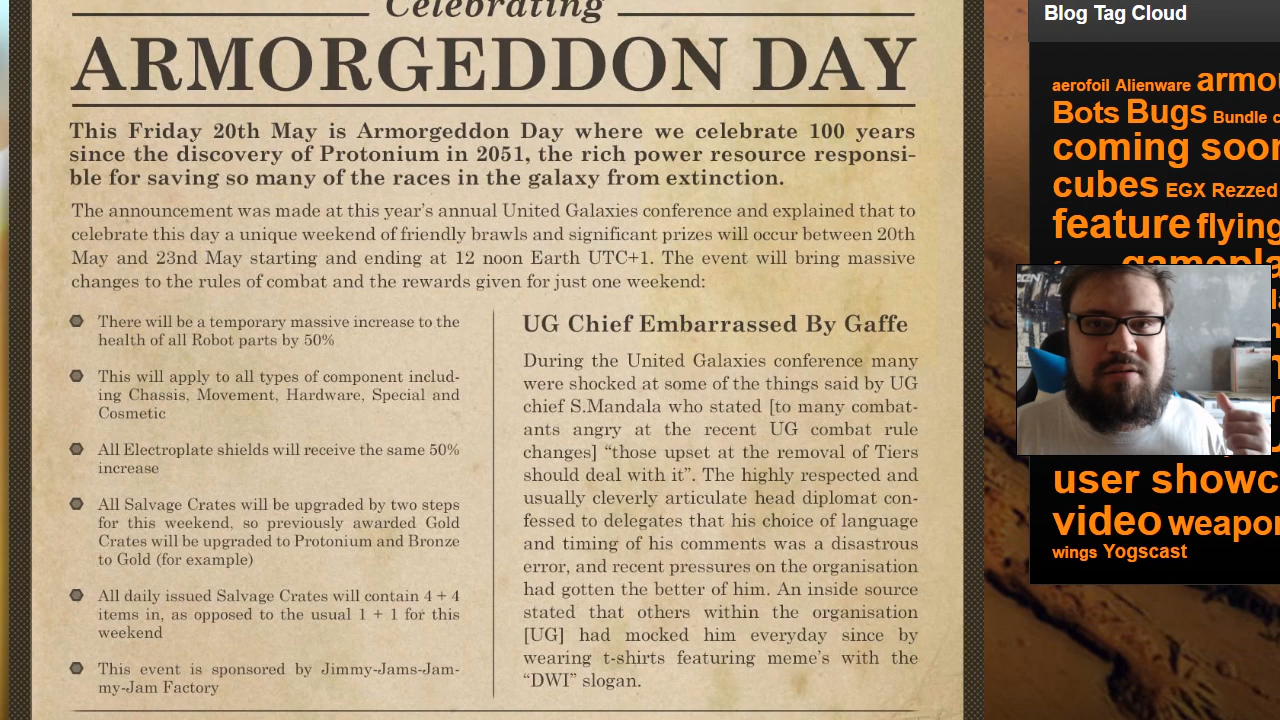 Celebrating
ARMORGEDDON DAY
This Friday 20th May is Armorgeddon Day where we celebrate 100 years
since the discovery of Protonium in 2051, the rich power resource responsi-
ble for saving so many of the races in the galaxy from extinction.
The announcement was made at this year's annual United Galaxies conference and explained that to
celebrate this day a unique weekend of friendly brawls and significant prizes will occur between 20th
May and 23nd May starting and ending at 12 noon Earth UTC+1. The event will bring massive
changes to the rules of combat and the rewards given for just one weekend:
There will be a temporary massive increase to the
health of all Robot parts by 50%
This will apply to all types of component includ-
ing Chassis, Movement, Hardware, Special and
Cosmetic
All Electroplate shields will receive the same 50%
increase
All Salvage Crates will be upgraded by two steps
for this weekend, so previously awarded Gold
Crates will be upgraded to Protonium and Bronze
to Gold (for example)
All daily issued Salvage Crates will contain 4 + 4
items in, as opposed to the usual 1 + 1 for this
weekend
This event is sponsored by Jimmy-Jams-Jam-
my-Jam Factory
UG Chief Embarrassed By Gaffe
During the United Galaxies conference many
were shocked at some of the things said by UG
chief S.Mandala who stated [to many combat-
ants angry at the recent UG combat rule
changes] “those upset at the removal of Tiers
should deal with it”. The highly respected and
usually cleverly articulate head diplomat con-
fessed to delegates that his choice of language
and timing of his comments was a disastrous
error, and recent pressures on the organisation
had gotten the better of him. An inside source
stated that others within the organisation
[UG] had mocked him everyday since by
wearing t-shirts featuring meme's with the
“DWI” slogan.
Blog Tag Cloud
aerofoil Alienware armou
Bots Bugs Bundle c
coming soon
cubes EGX Rezzed
feature flying
gamepla
user showc
video weapon
wings Yogscast